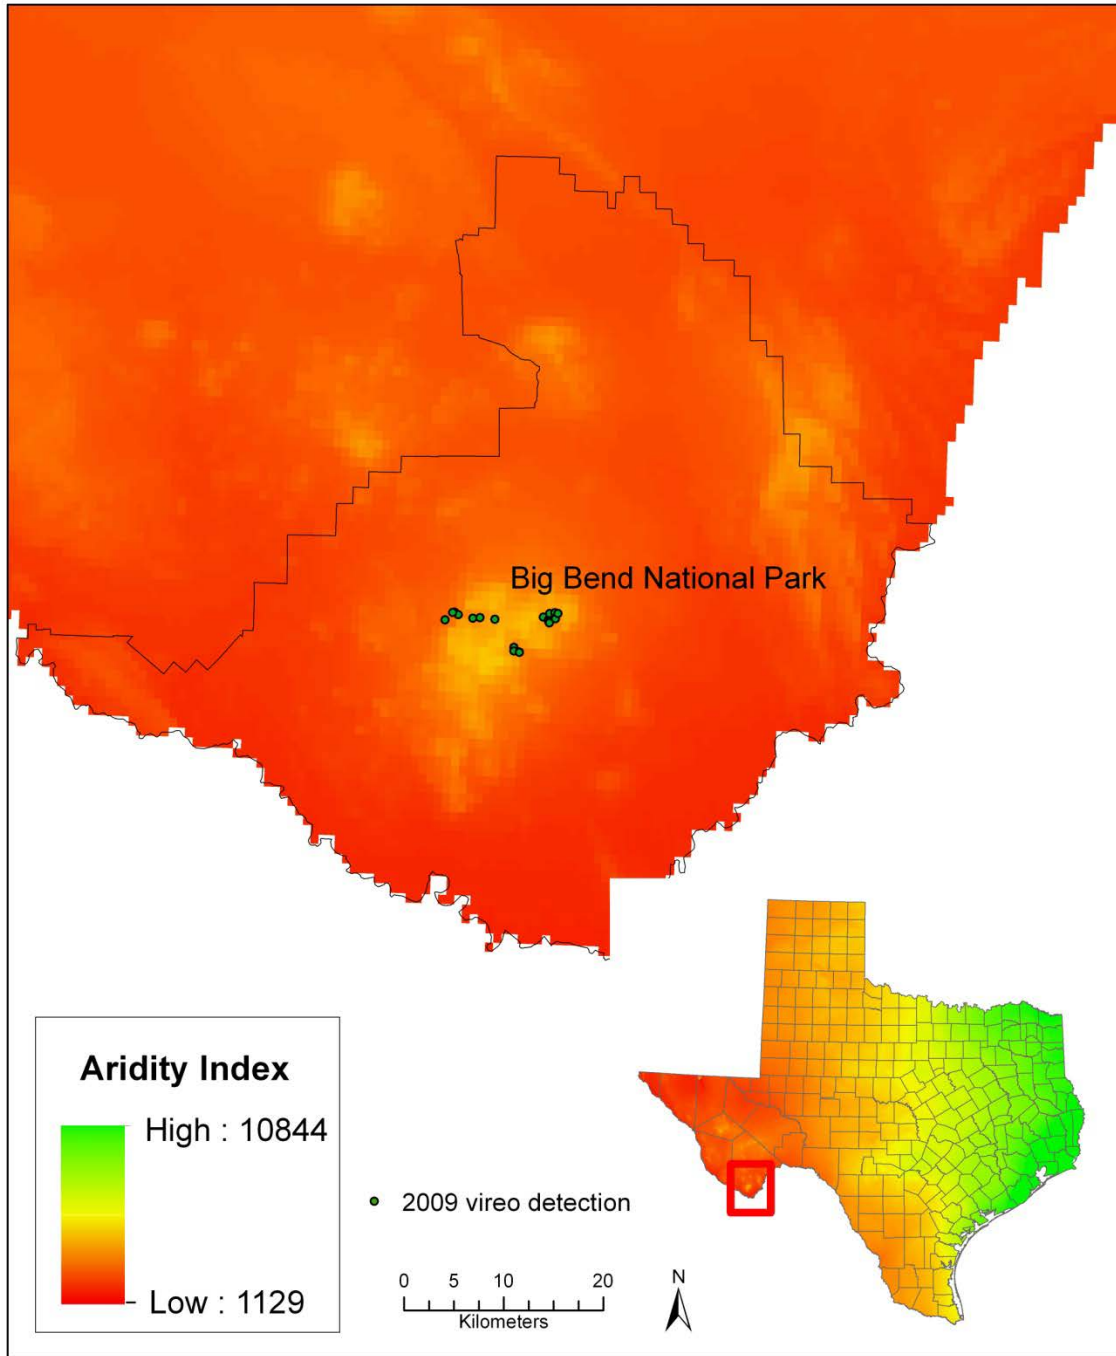 Big Bend National Park
Aridity Index
High : 10844
Low : 1129
2009 vireo detection
0 5 10 20
Kilometers
N